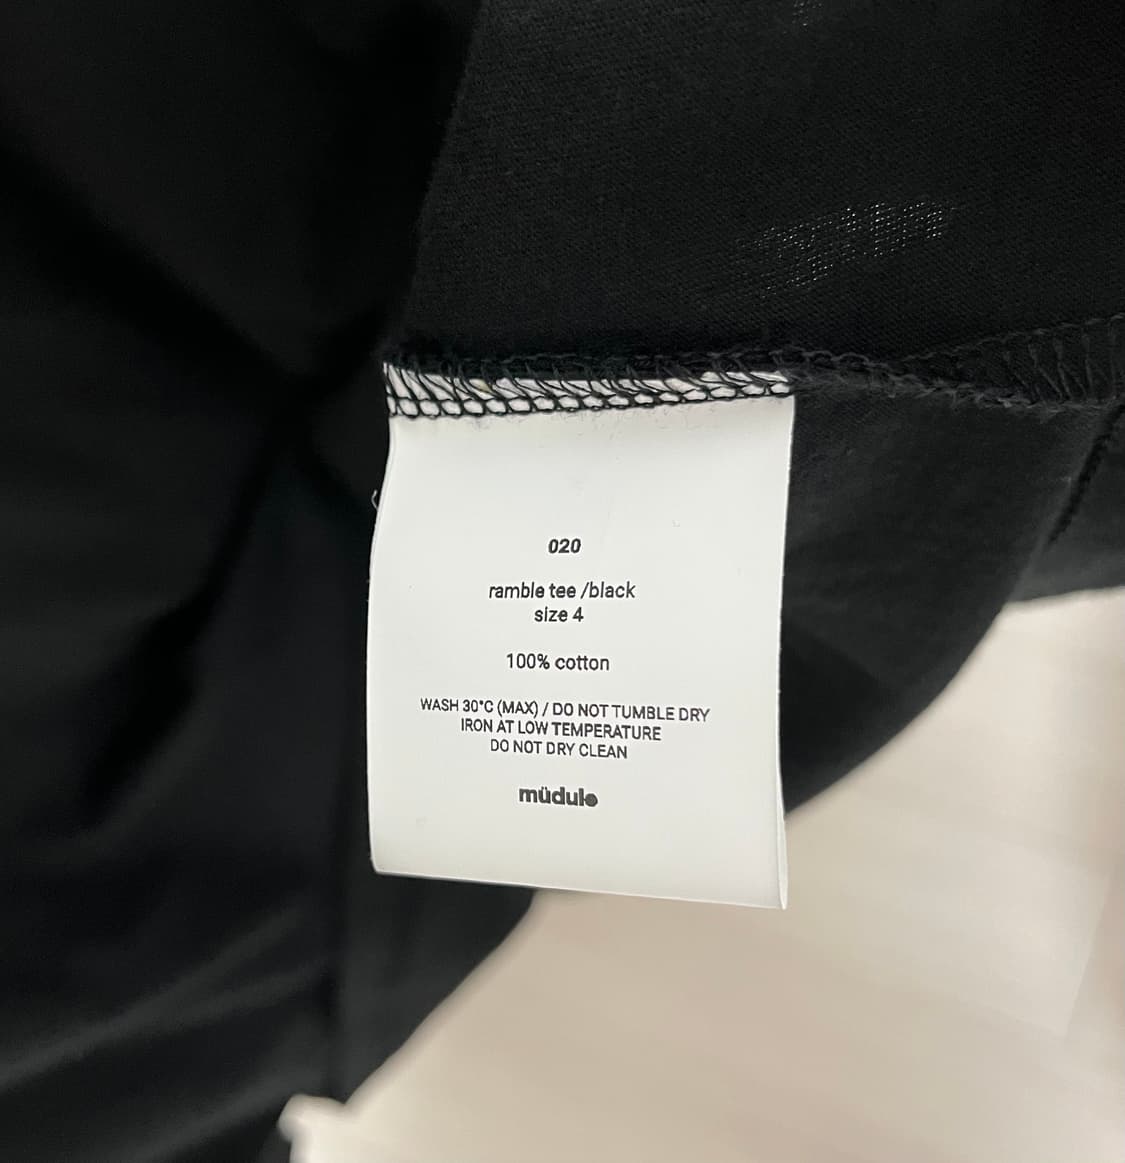 020
ramble tee /black
size 4
100% cotton
WASH 30°C (MAX) / DO NOT TUMBLE DRY
IRON AT LOW TEMPERATURE
DO NOT DRY CLEAN
müdule